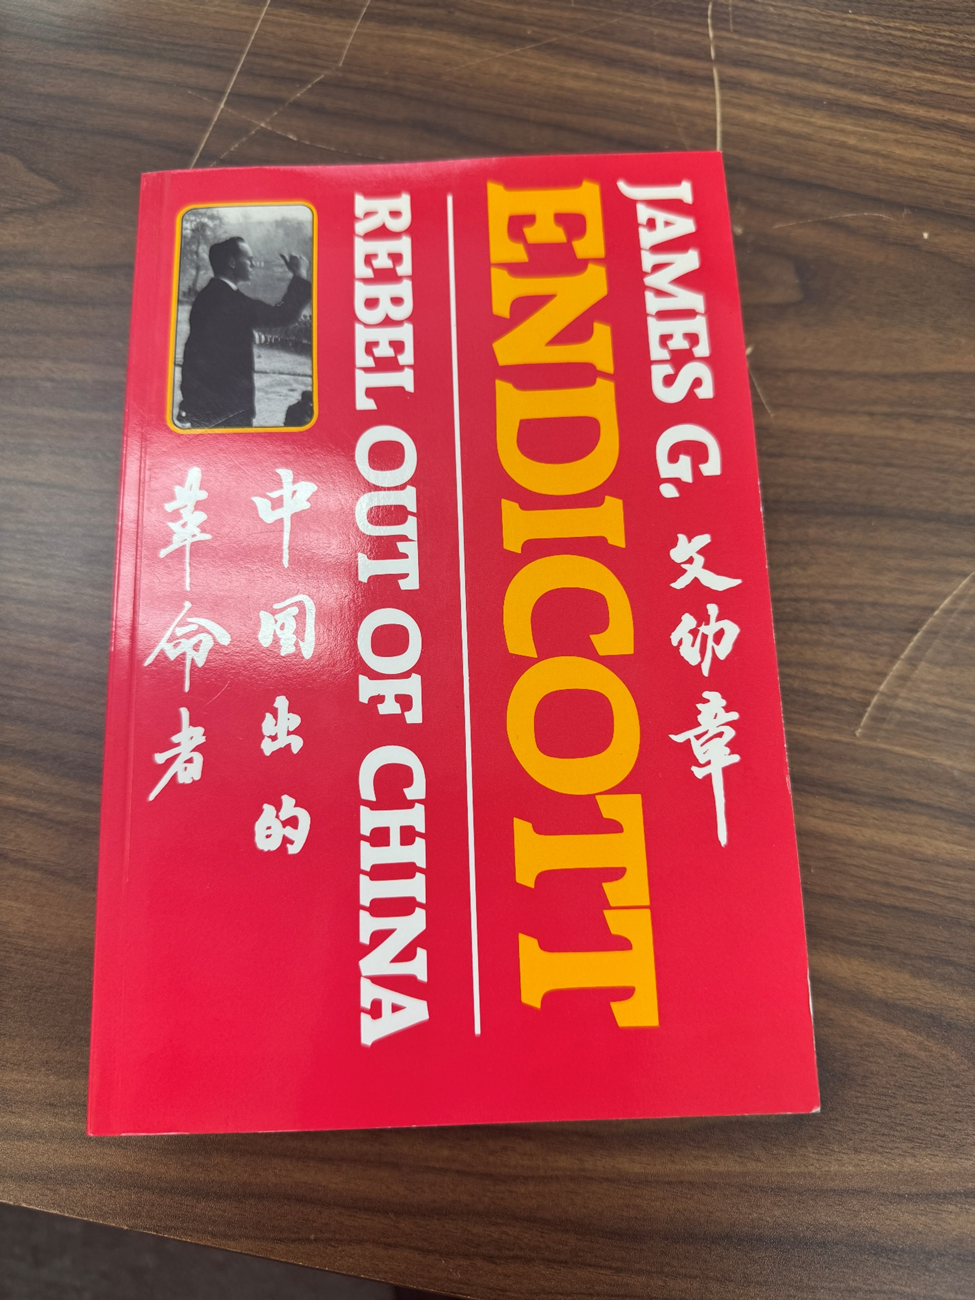 JAMES G.
文幼章
ENDICOTT
REBEL OUT OF CHINA
中国出的
革命者